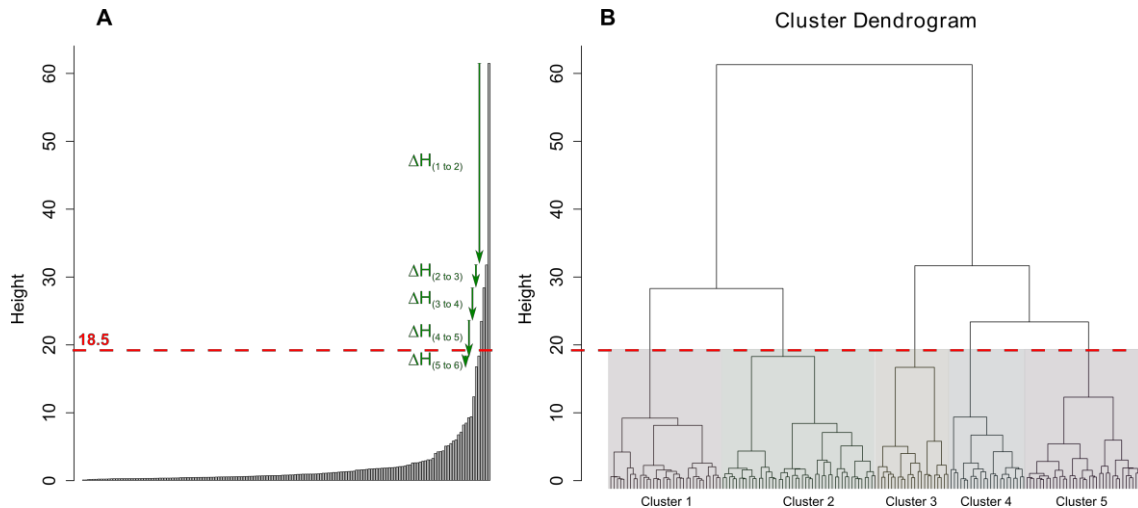 A
Height
60
50
40
30
20
10
0
18.5
ΔH(1 to 2)
ΔH(2 to 3)
ΔH(3 to 4)
ΔH(4 to 5)
ΔH(5 to 6)
B
Cluster Dendrogram
Height
60
50
40
30
20
10
0
Cluster 1
Cluster 2
Cluster 3
Cluster 4
Cluster 5